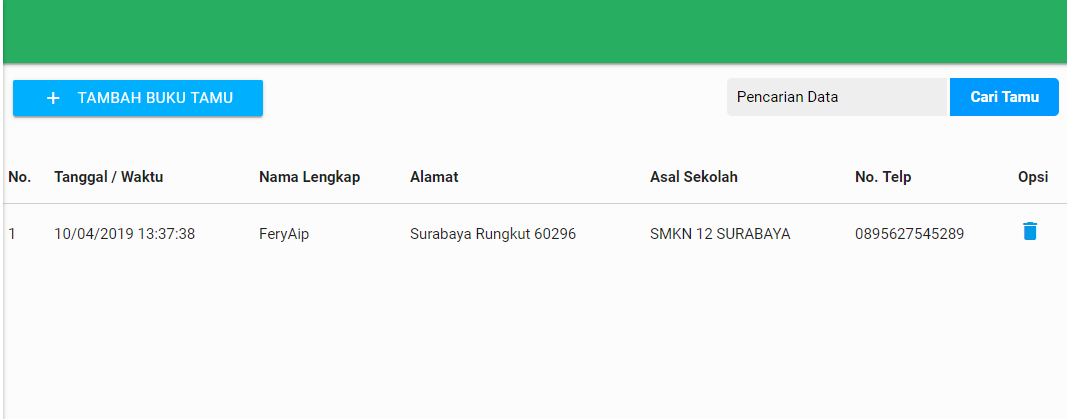 + TAMBAH BUKU TAMU
Pencarian Data
Cari Tamu
No. Tanggal / Waktu Nama Lengkap Alamat Asal Sekolah No. Telp Opsi
1 10/04/2019 13:37:38 FeryAip Surabaya Rungkut 60296 SMKN 12 SURABAYA 0895627545289